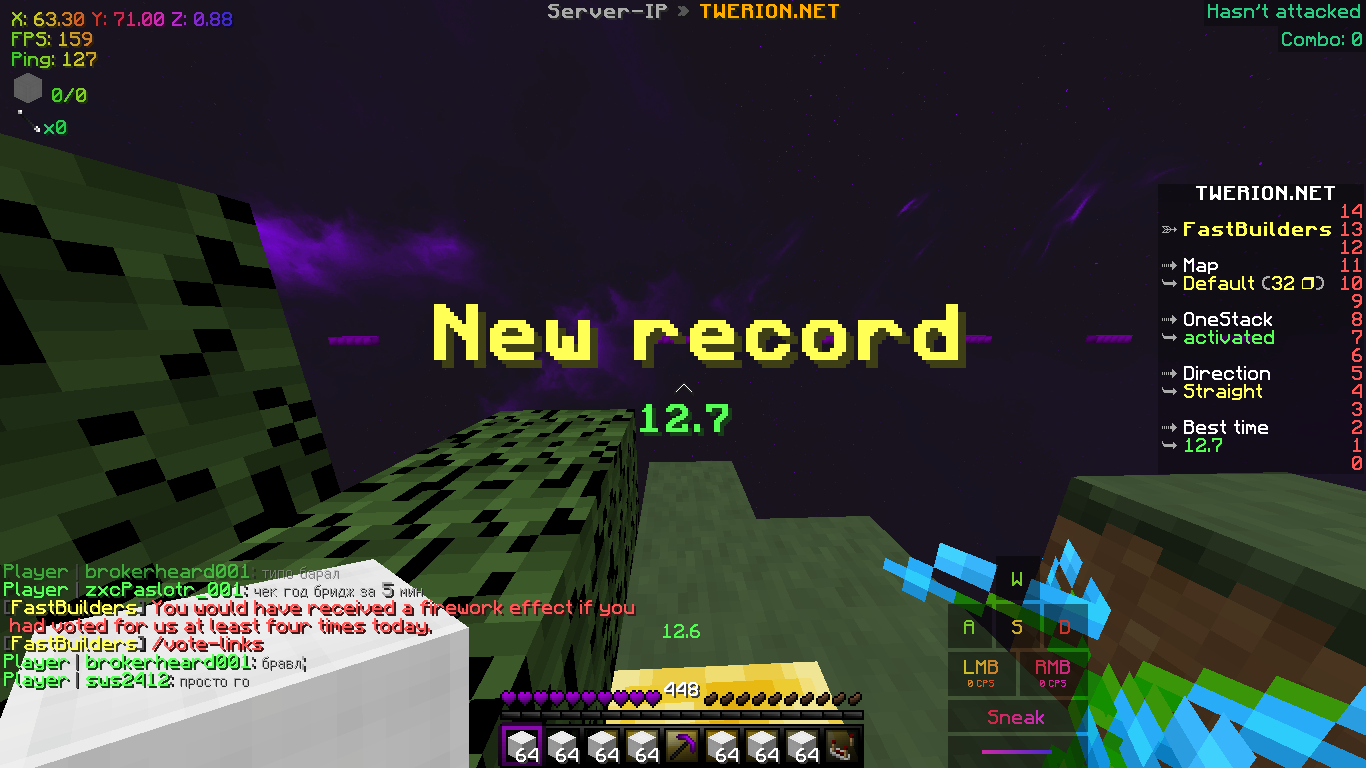 X: 63.30 Y: 71.00 Z: 0.88
FPS: 159
Ping: 127
0/0
x0
Server-IP » TWERION.NET
Hasn't attacked
Combo: 0
TWERION.NET
14
FastBuilders 13
12
Map 11
Default (32 ) 10
9
OneStack 8
activated 7
6
Direction 5
Straight 4
3
Best time 2
12.7 1
0
New record
12.7
Player | brokerheard001: типо барал
Player | zxcPaslotr_001: чек год бридж за 5 мин
[FastBuilders] You would have received a firework effect if you
had voted for us at least four times today.
[FastBuilders] /vote-links
Player | brokerheard001: бравл;
Player | sus2412: просто го
12.6
448
64 64 64 64 64 64 64
W
A S D
LMB RMB
0 CPS 0 CPS
Sneak